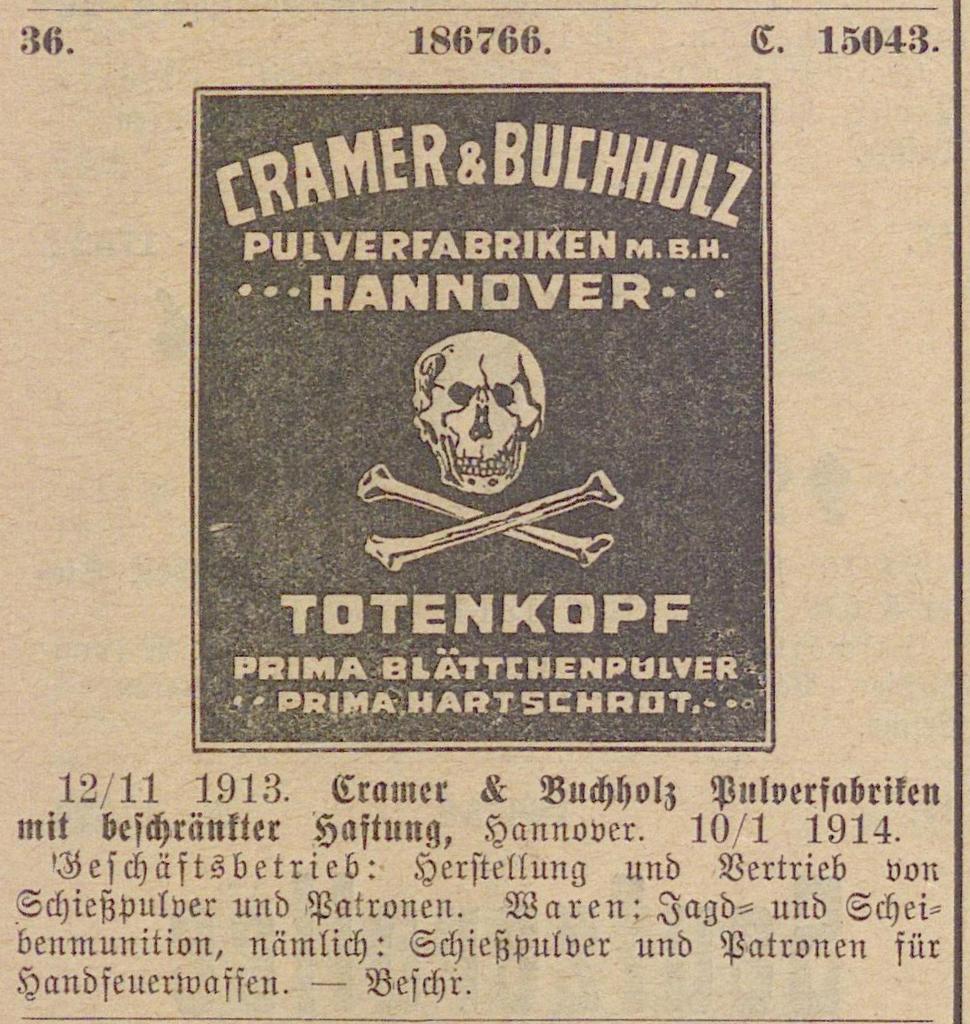 36. 186766. C. 15043.
CRAMER & BUCHHOLZ
PULVERFABRIKEN M.B.H.
HANNOVER
TOTENKOPF
PRIMA BLÄTTCHENPULVER
PRIMA HARTSCHROT.
12/11 1913. Cramer & Buchholz Pulverfabriken
mit beschränkter Haftung, Hannover. 10/1 1914.
Geschäftsbetrieb: Herstellung und Vertrieb von
Schießpulver und Patronen. Waren: Jagd- und Schei-
benmunition, nämlich: Schießpulver und Patronen für
Handfeuerwaffen. — Beschr.